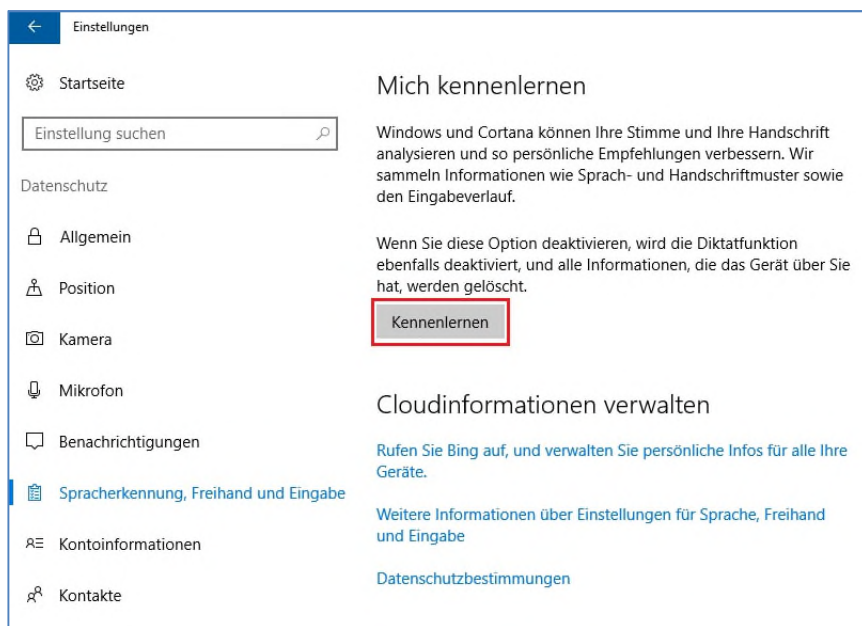 Einstellungen
Startseite
Einstellung suchen
Datenschutz
Allgemein
Position
Kamera
Mikrofon
Benachrichtigungen
Spracherkennung, Freihand und Eingabe
Kontoinformationen
Kontakte
Mich kennenlernen
Windows und Cortana können Ihre Stimme und Ihre Handschrift
analysieren und so persönliche Empfehlungen verbessern. Wir
sammeln Informationen wie Sprach- und Handschriftmuster sowie
den Eingabeverlauf.
Wenn Sie diese Option deaktivieren, wird die Diktatfunktion
ebenfalls deaktiviert, und alle Informationen, die das Gerät über Sie
hat, werden gelöscht.
Kennenlernen
Cloudinformationen verwalten
Rufen Sie Bing auf, und verwalten Sie persönliche Infos für alle Ihre
Geräte.
Weitere Informationen über Einstellungen für Sprache, Freihand
und Eingabe
Datenschutzbestimmungen